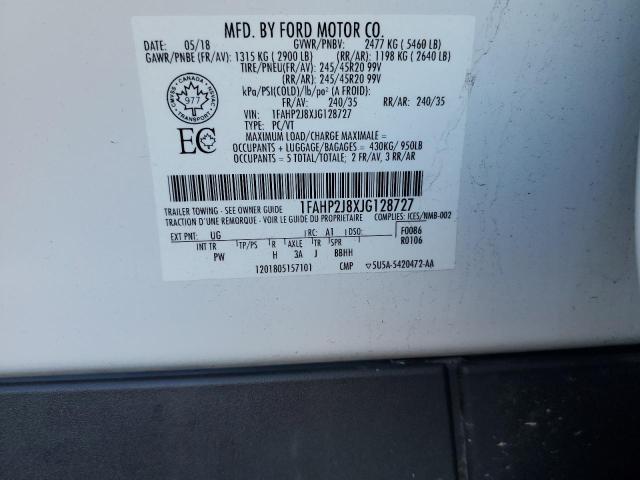 MFD. BY FORD MOTOR CO.
DATE: 05/18 GVWR/PNBV: 2477 KG ( 5460 LB)
GAWR/PNBE (FR/AV): 1315 KG ( 2900 LB) (RR/AR): 1198 KG ( 2640 LB)
TIRE/PNEU(FR/AV): 245/45R20 99V
(RR/AR): 245/45R20 99V
kPa/PSI(COLD)/lb/po² (A FROID):
FR/AV: 240/35 RR/AR: 240/35
VIN: 1FAHP2J8XJG128727
TYPE: PC/VT
MAXIMUM LOAD/CHARGE MAXIMALE =
OCCUPANTS + LUGGAGE/BAGAGES = 430KG/ 950LB
OCCUPANTS = 5 TOTAL/TOTALE; 2 FR/AV, 3 RR/AR
CANADA
977
TRANSPORT
EC
1FAHP2J8XJG128727
TRAILER TOWING - SEE OWNER GUIDE
TRACTION D'UNE REMORQUE - VOIR GUIDE DU PROPRIETAIRE COMPLIES: ICES/NMB-002
EXT PNT: UG RC: A1 DSO: F0086
INT TR TP/PS R AXLE TR SPR R0106
PW H 3A J BBHH
1201805157101 CMP ▽5U5A-5420472-AA